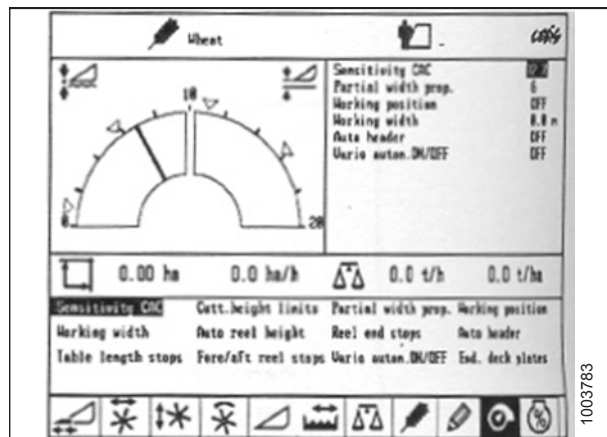 Wheat
CEBIS
Sensitivity CAC
Partial width prop. 6
Working position OFF
Working width 0.0 m
Auto header OFF
Vario autom.ON/OFF OFF
10
0
20
0.00 ha 0.0 ha/h 0.0 t/h 0.0 t/ha
Sensitivity CAC Cutt.height limits Partial width prop. Working position
Working width Auto reel height Reel end stops Auto header
Table length stops Fore/aft reel stops Vario autom.ON/OFF End. deck plates
%
1003783